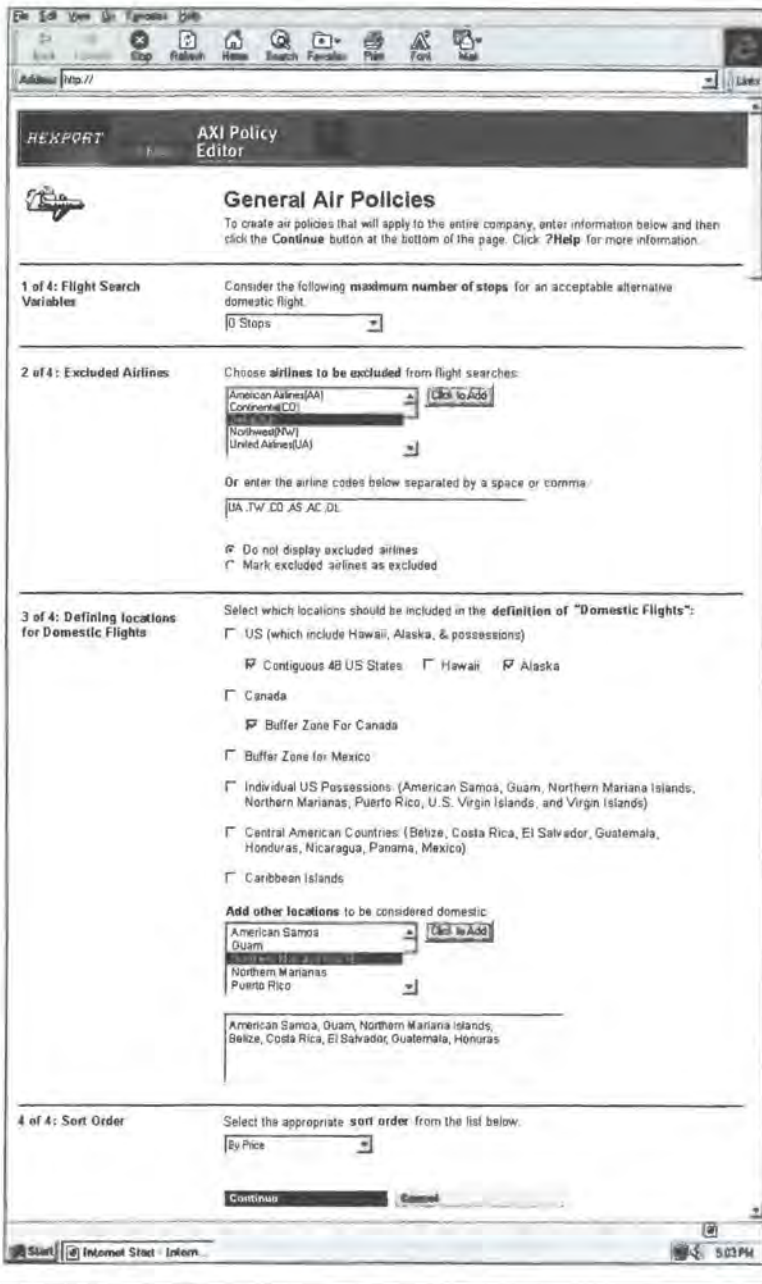 File Edit View Go Favorites Help
Stop Refresh Home Search Favorites Print Font Mail
Address http:// Links
REXPORT
AXI Policy
Editor
General Air Policies
To create air policies that will apply to the entire company, enter information below and then
click the Continue button at the bottom of the page. Click ?Help for more information.
1 of 4: Flight Search
Variables
Consider the following maximum number of stops for an acceptable alternative
domestic flight.
0 Stops
2 of 4: Excluded Airlines
Choose airlines to be excluded from flight searches:
American Airlines(AA)
Click to Add
Continental(CO)
Northwest(NW)
United Airlines(UA)
Or enter the airline codes below separated by a space or comma
UA ,TW ,CO ,AS ,AC ,DL
Do not display excluded airlines
Mark excluded airlines as excluded
3 of 4: Defining locations
for Domestic Flights
Select which locations should be included in the definition of "Domestic Flights":
US (which include Hawaii, Alaska, & possessions)
Contiguous 48 US States Hawaii Alaska
Canada
Buffer Zone For Canada
Buffer Zone for Mexico
Individual US Possessions: (American Samoa, Guam, Northern Mariana Islands,
Northern Marianas, Puerto Rico, U.S. Virgin Islands, and Virgin Islands)
Central American Countries: (Belize, Costa Rica, El Salvador, Guatemala,
Honduras, Nicaragua, Panama, Mexico)
Caribbean Islands
Add other locations to be considered domestic
American Samoa
Click to Add
Guam
Northern Mariana Islands
Northern Marianas
Puerto Rico
American Samoa, Guam, Northern Mariana Islands,
Belize, Costa Rica, El Salvador, Guatemala, Honuras
4 of 4: Sort Order
Select the appropriate sort order from the list below.
By Price
Continue Cancel
Start Internet Start - Intern... 5:03 PM